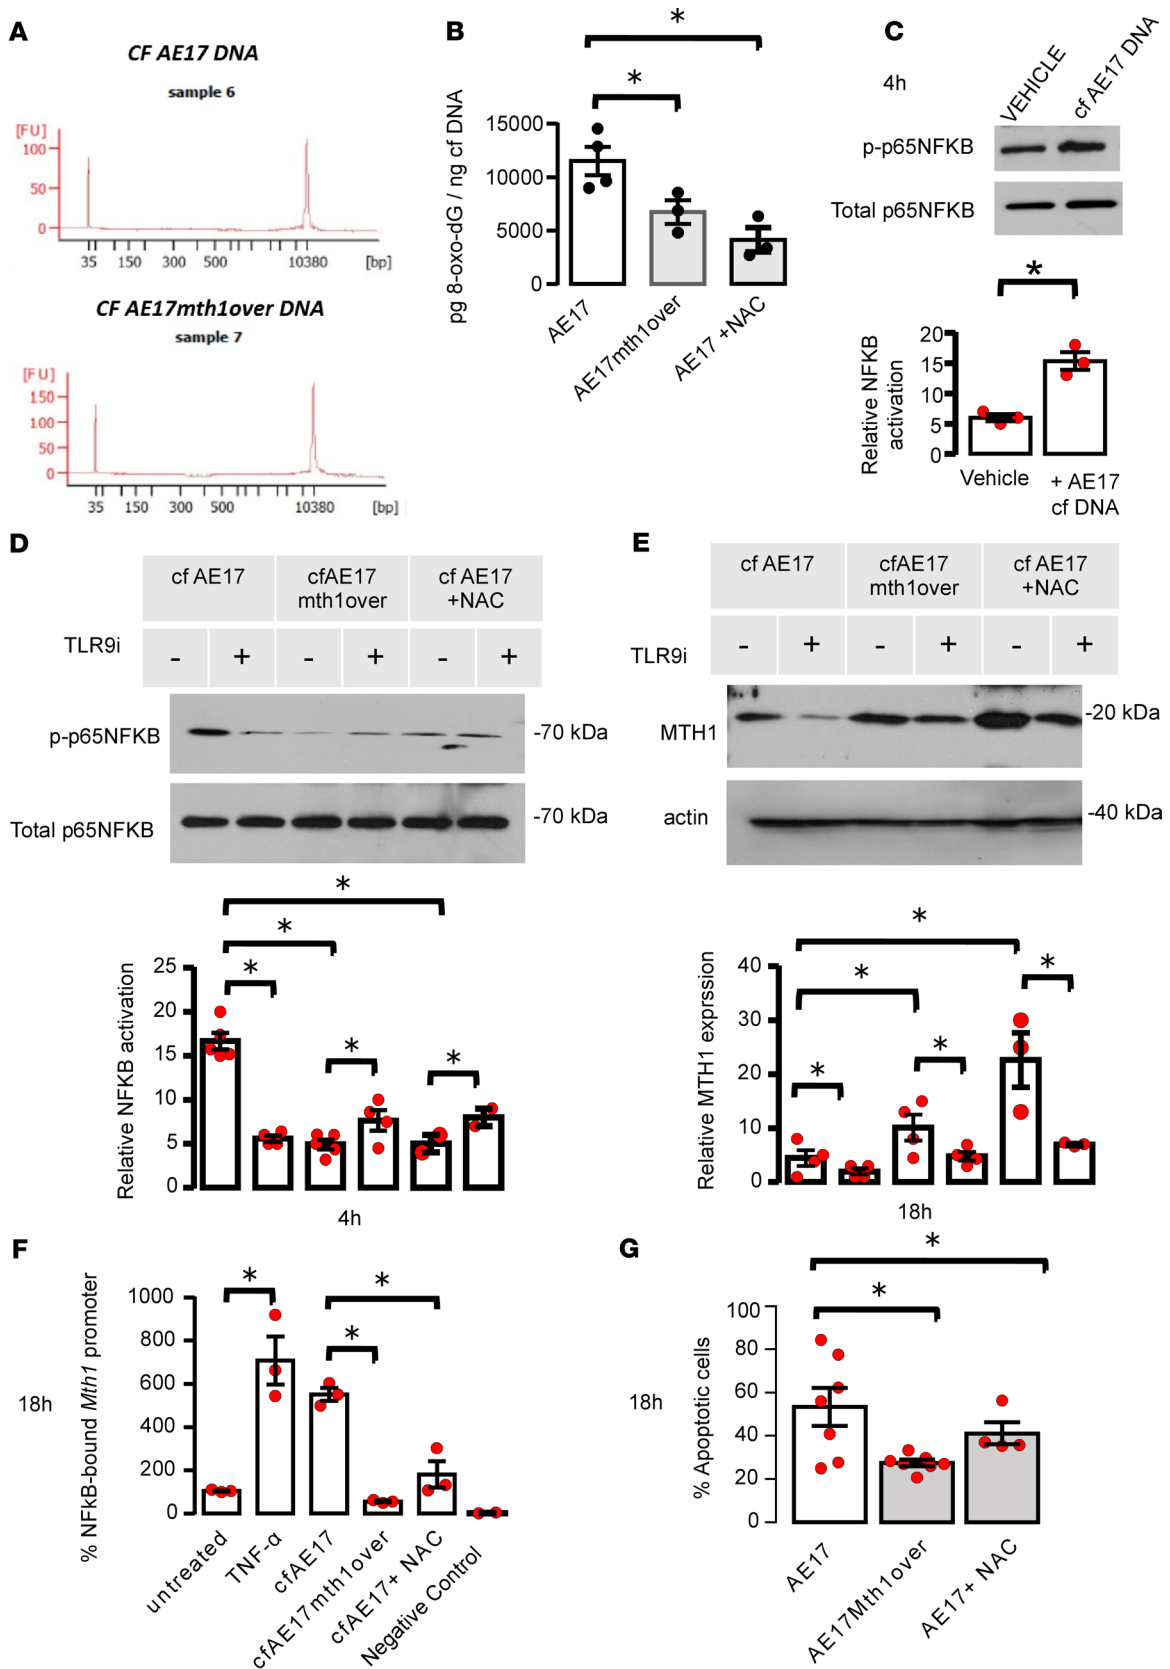 A
CF AE17 DNA
sample 6
[FU]
100
50
0
35 150 300 500 10380 [bp]
CF AE17mth1over DNA
sample 7
[FU]
150
100
50
0
35 150 300 500 10380 [bp]
B
*
*
pg 8-oxo-dG / ng cf DNA
15000
10000
5000
0
AE17
AE17mth1over
AE17 +NAC
C
4h
VEHICLE
cf AE17 DNA
p-p65NFKB
Total p65NFKB
*
Relative NFKB
activation
20
15
10
5
0
Vehicle
+ AE17
cf DNA
D
cf AE17
cfAE17
mth1over
cf AE17
+NAC
TLR9i
- + - + - +
p-p65NFKB
-70 kDa
Total p65NFKB
-70 kDa
*
*
*
*
*
Relative NFKB activation
25
20
15
10
5
0
4h
E
cf AE17
cfAE17
mth1over
cf AE17
+NAC
TLR9i
- + - + - +
MTH1
-20 kDa
actin
-40 kDa
*
*
*
*
*
Relative MTH1 exprssion
40
30
20
10
0
18h
F
18h
% NFkB-bound Mth1 promoter
1000
800
600
400
200
0
*
*
*
untreated
TNF-α
cfAE17
cfAE17mth1over
cfAE17+ NAC
Negative Control
G
18h
% Apoptotic cells
100
80
60
40
20
0
*
*
AE17
AE17Mth1over
AE17+ NAC